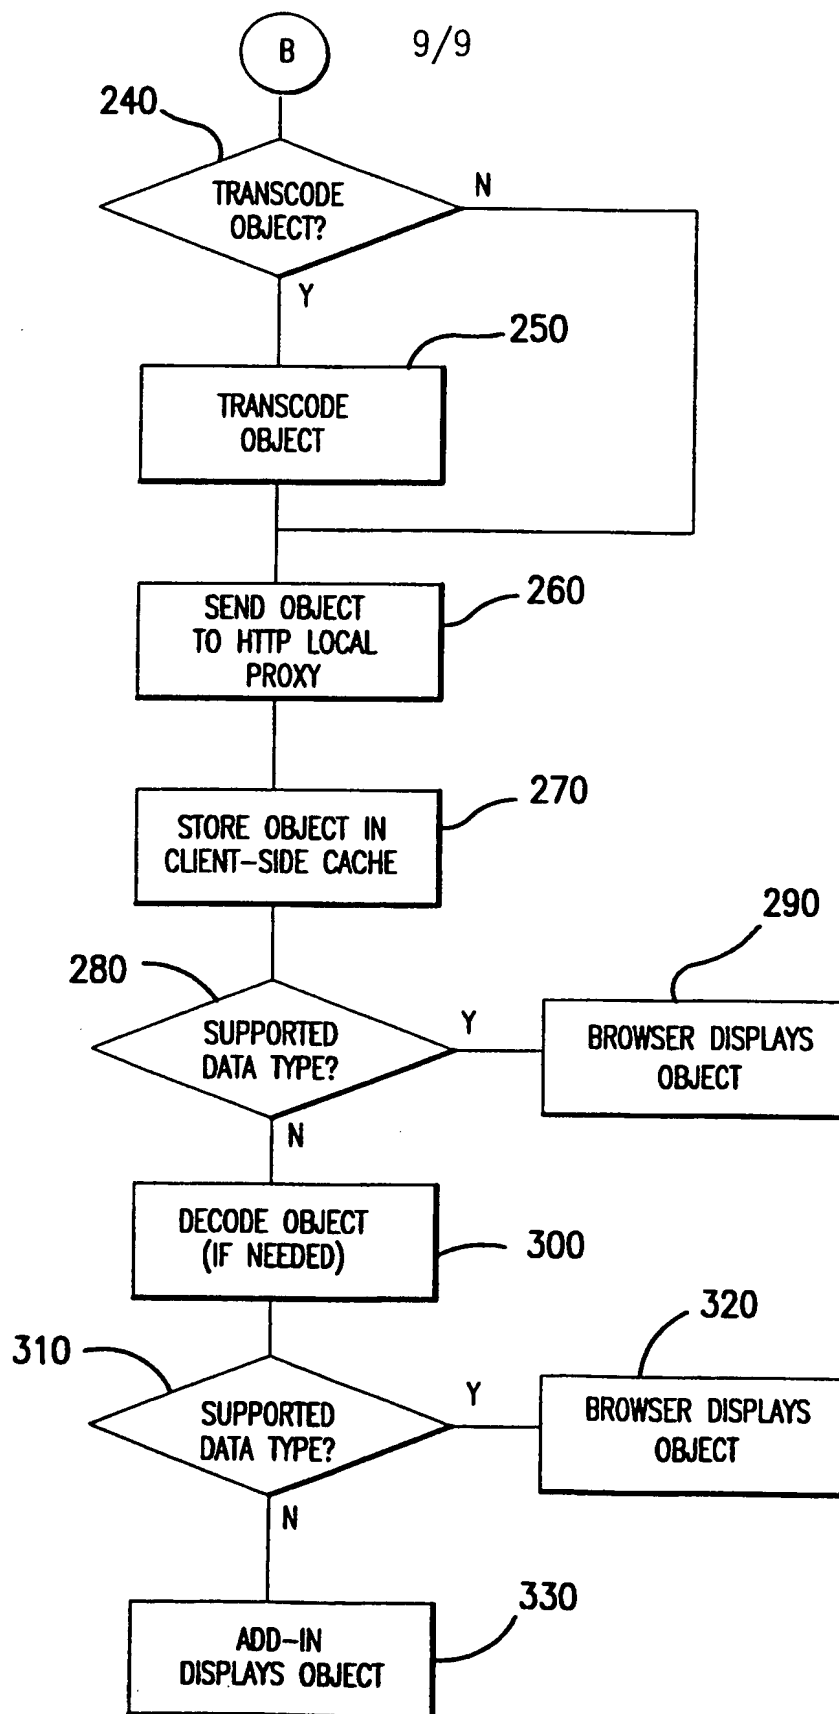 B
9/9
240
TRANSCODE
OBJECT?
N
Y
250
TRANSCODE
OBJECT
260
SEND OBJECT
TO HTTP LOCAL
PROXY
270
STORE OBJECT IN
CLIENT-SIDE CACHE
280
SUPPORTED
DATA TYPE?
Y
N
290
BROWSER DISPLAYS
OBJECT
DECODE OBJECT
(IF NEEDED)
300
310
SUPPORTED
DATA TYPE?
Y
N
320
BROWSER DISPLAYS
OBJECT
330
ADD-IN
DISPLAYS OBJECT